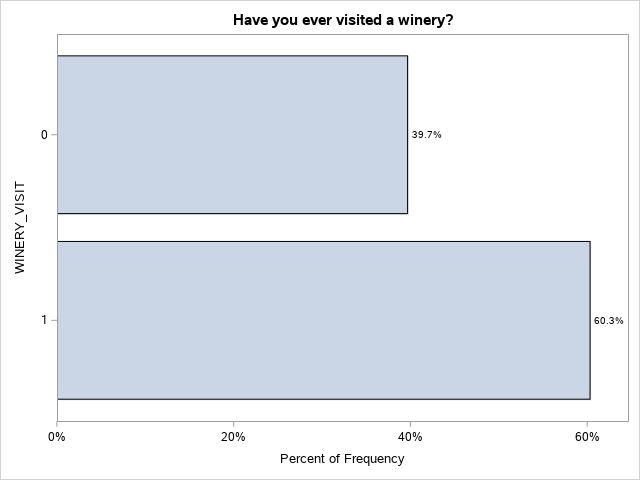 Have you ever visited a winery?
0
39.7%
WINERY_VISIT
1
60.3%
0%
20%
40%
60%
Percent of Frequency